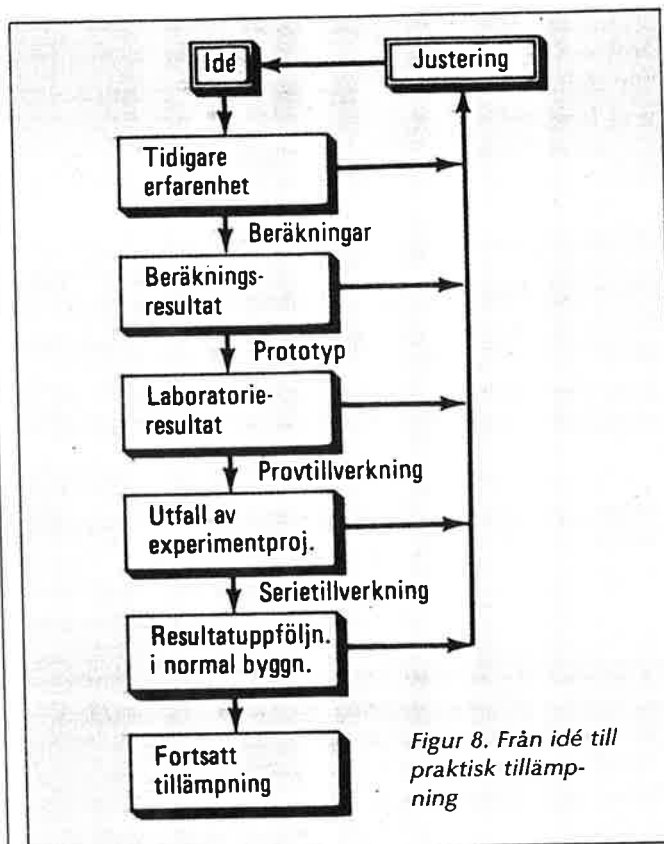 Idé
Justering
Tidigare
erfarenhet
Beräkningar
Beräknings-
resultat
Prototyp
Laboratorie-
resultat
Provtillverkning
Utfall av
experimentproj.
Serietillverkning
Resultatuppföljn.
i normal byggn.
Fortsatt
tillämpning
Figur 8. Från idé till
praktisk tillämp-
ning